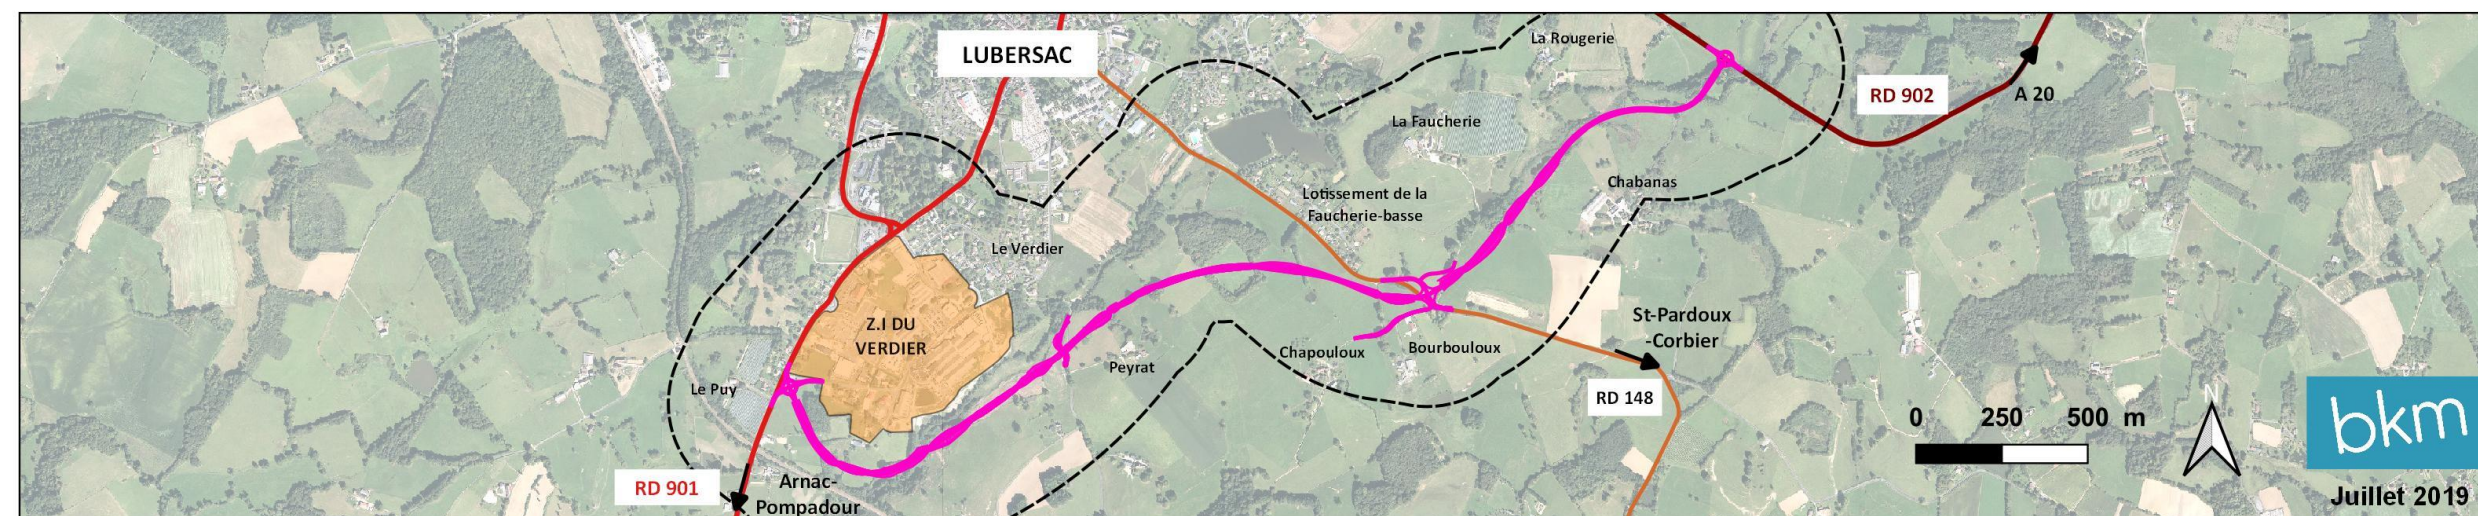 LUBERSAC
La Rougerie
RD 902
A 20
La Faucherie
Lotissement de la
Faucherie-basse
Chabanas
Le Verdier
Z.I DU
VERDIER
St-Pardoux
-Corbier
Chapouloux
Bourbouloux
Peyrat
Le Puy
RD 148
0 250 500 m
N
bkm
RD 901
Arnac-
Pompadour
Juillet 2019